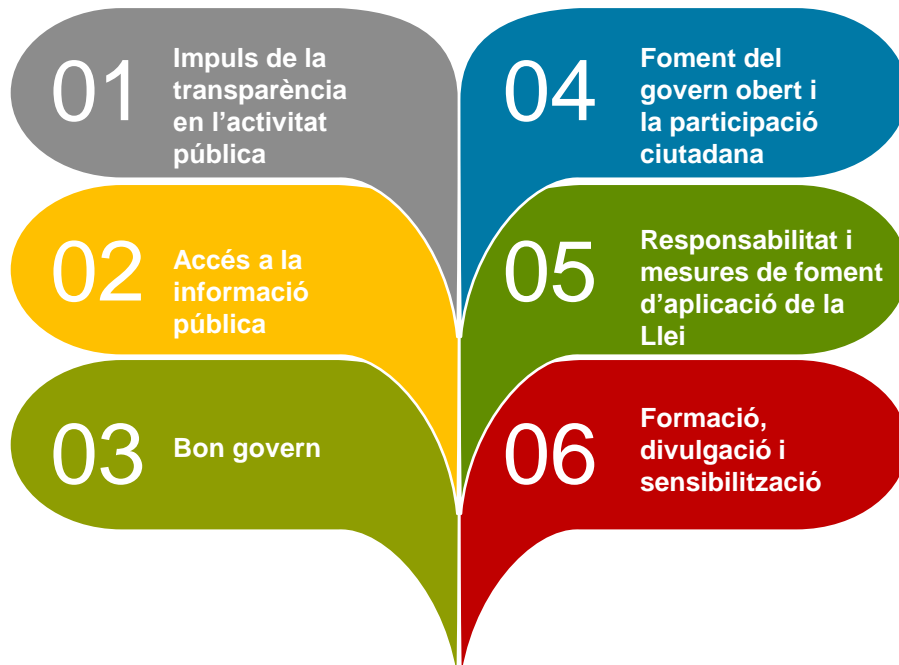 01
Impuls de la
transparència
en l’activitat
pública
02
Accés a la
informació
pública
03
Bon govern
04
Foment del
govern obert i
la participació
ciutadana
05
Responsabilitat i
mesures de foment
d’aplicació de la
Llei
06
Formació,
divulgació i
sensibilització